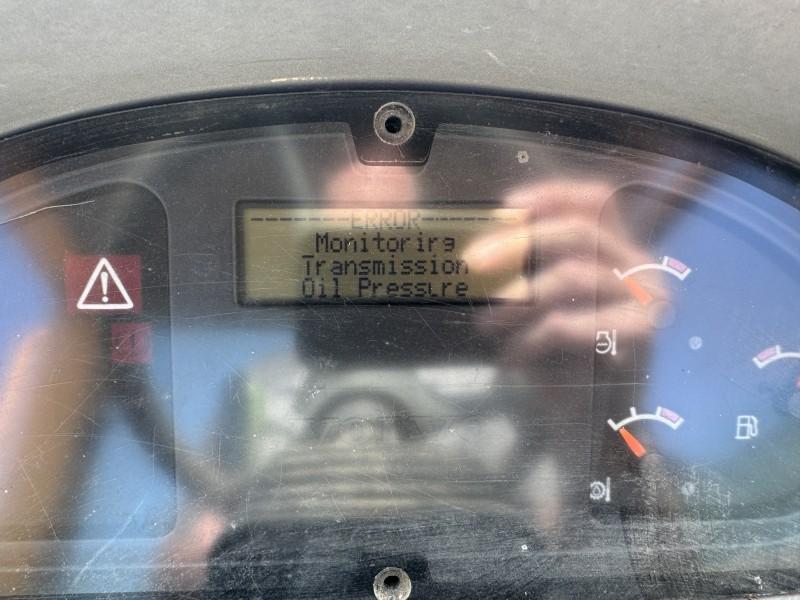 --------ERROR--------
Monitoring
Transmission
Oil Pressure